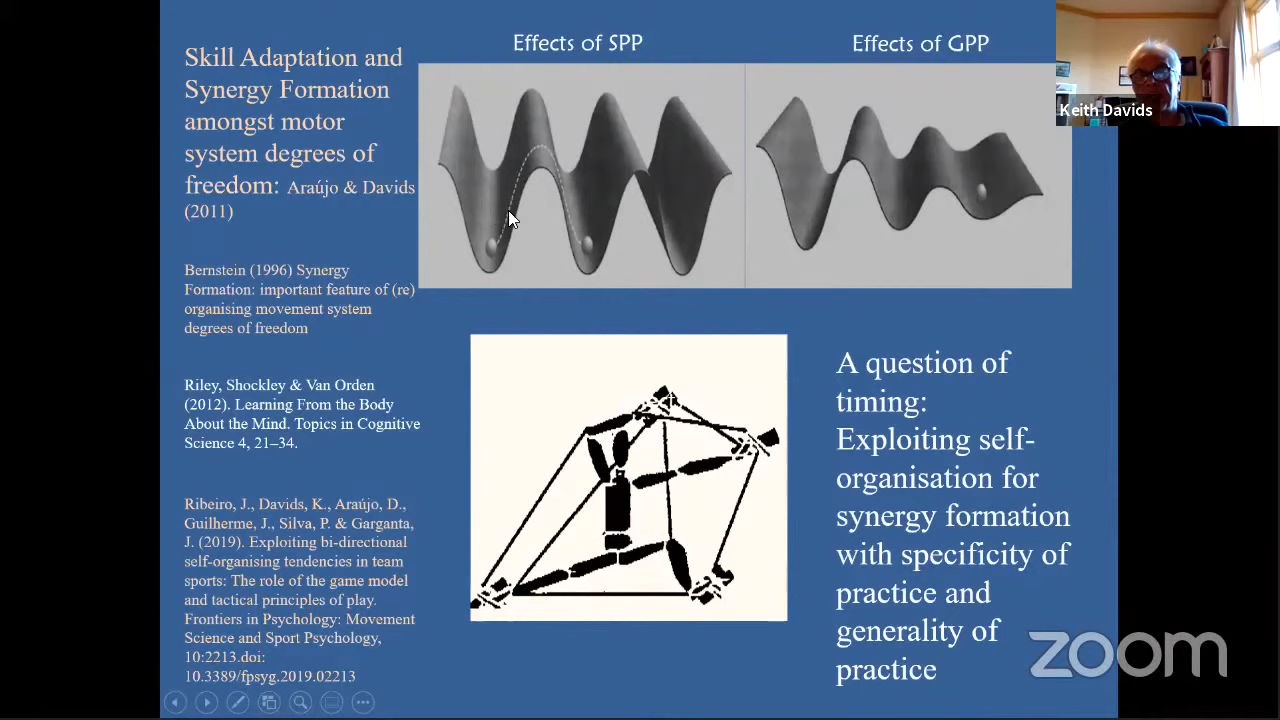 Skill Adaptation and
Synergy Formation
amongst motor
system degrees of
freedom: Araújo & Davids
(2011)
Bernstein (1996) Synergy
Formation: important feature of (re)
organising movement system
degrees of freedom
Riley, Shockley & Van Orden
(2012). Learning From the Body
About the Mind. Topics in Cognitive
Science 4, 21–34.
Ribeiro, J., Davids, K., Araújo, D.,
Guilherme, J., Silva, P. & Garganta,
J. (2019). Exploiting bi-directional
self-organising tendencies in team
sports: The role of the game model
and tactical principles of play.
Frontiers in Psychology: Movement
Science and Sport Psychology,
10:2213.doi:
10.3389/fpsyg.2019.02213
Effects of SPP
Effects of GPP
Keith Davids
A question of
timing:
Exploiting self-
organisation for
synergy formation
with specificity of
practice and
generality of
practice
zoom